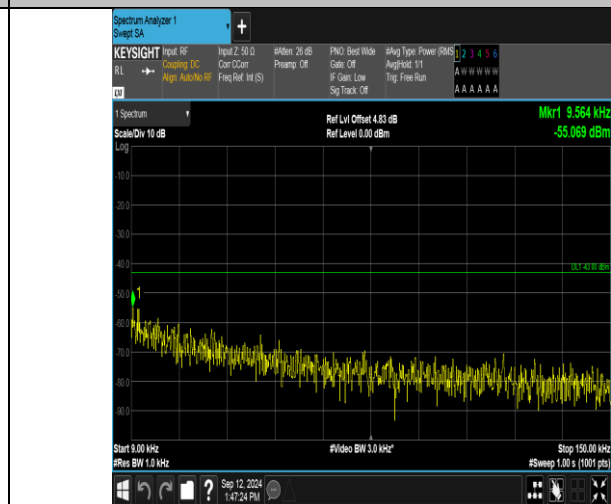 Spectrum Analyzer 1
Swept SA
+
KEYSIGHT Input: RF Input Z: 50 Ω #Atten: 26 dB PNO: Best Wide #Avg Type: Power (RMS 1 2 3 4 5 6
RL Coupling: DC Corr CCorr Preamp: Off Gate: Off Avg|Hold: 1/1 A W W W W W
Align: Auto/No RF Freq Ref: Int (S) IF Gain: Low Trig: Free Run
LXI Sig Track: Off A A A A A A
1 Spectrum Ref Lvl Offset 4.83 dB Mkr1 9.564 kHz
Scale/Div 10 dB Ref Level 0.00 dBm -55.069 dBm
Log
-10.0
-20.0
-30.0
-40.0
DL1 -43.00 dBm
-50.0
1
-60.0
-70.0
-80.0
-90.0
Start 9.00 kHz #Video BW 3.0 kHz* Stop 150.00 kHz
#Res BW 1.0 kHz #Sweep 1.00 s (1001 pts)
? Sep 12, 2024
1:47:24 PM